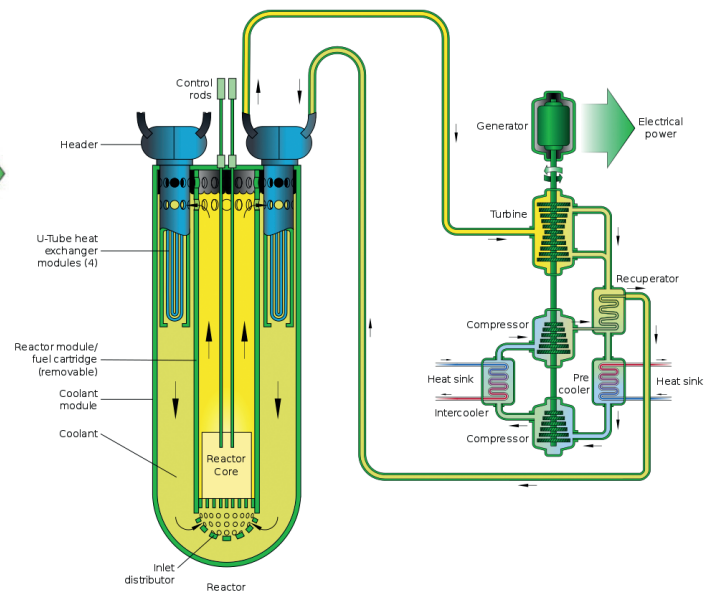 Control
rods
Header
U-Tube heat
exchanger
modules (4)
Reactor module/
fuel cartridge
(removable)
Coolant
module
Coolant
Reactor
Core
Inlet
distributor
Reactor
Generator
Electrical
power
Turbine
Recuperator
Compressor
Heat sink
Pre
cooler
Heat sink
Intercooler
Compressor